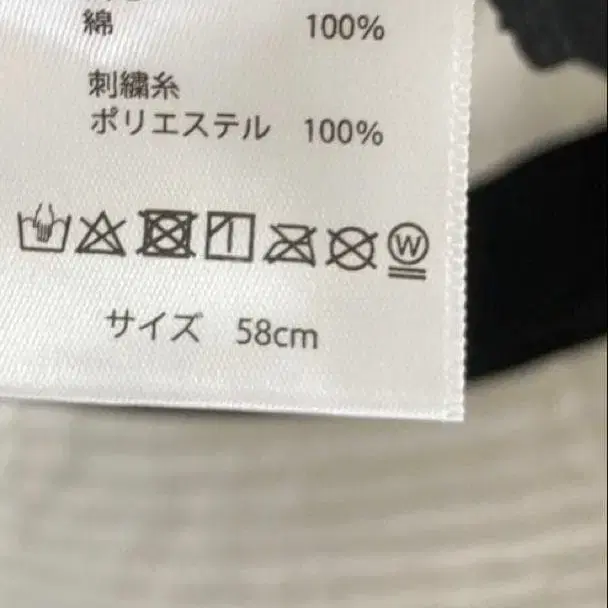 綿 100%
刺繍糸
ポリエステル 100%
W
サイズ 58cm